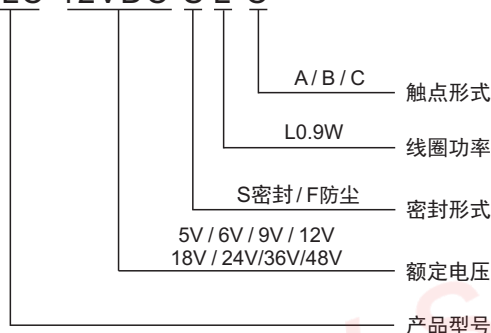 A / B / C
触点形式
L0.9W
线圈功率
S密封 / F防尘
密封形式
5V / 6V / 9V / 12V
18V / 24V/36V/48V
额定电压
产品型号